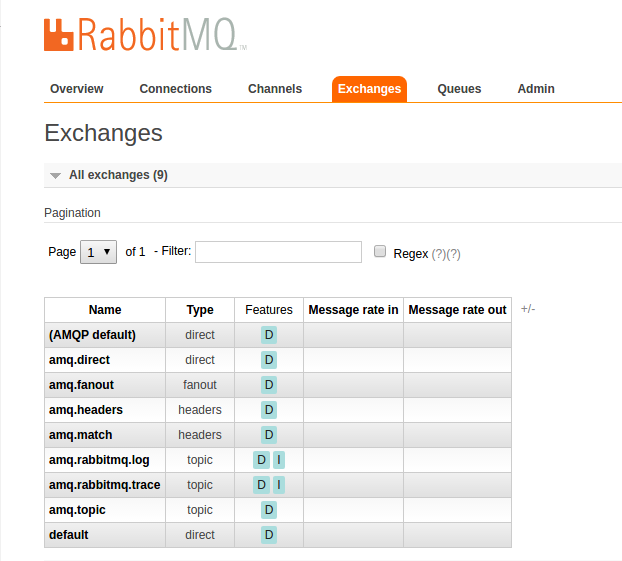 RabbitMQ TM
Overview Connections Channels Exchanges Queues Admin
Exchanges
All exchanges (9)
Pagination
Page 1 of 1 - Filter: Regex (?)(?)
Name Type Features Message rate in Message rate out +/-
(AMQP default) direct D
amq.direct direct D
amq.fanout fanout D
amq.headers headers D
amq.match headers D
amq.rabbitmq.log topic D I
amq.rabbitmq.trace topic D I
amq.topic topic D
default direct D